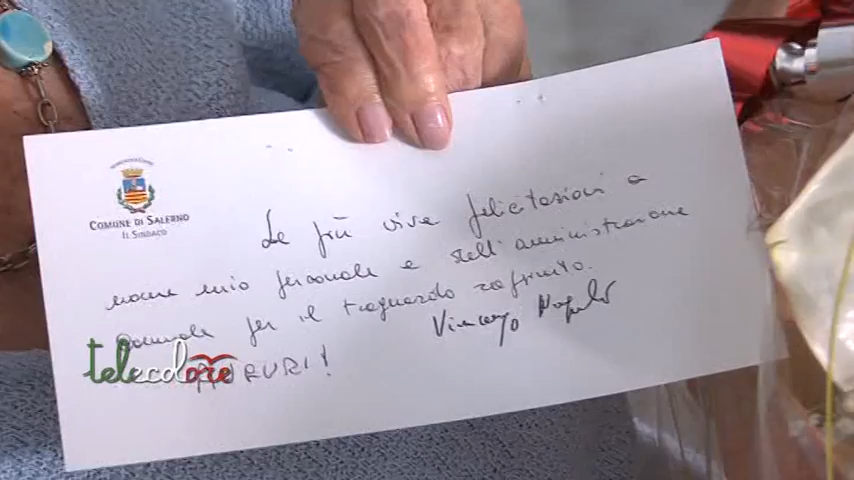 COMUNE DI SALERNO
IL SINDACO
Le più vive felicitazioni a
nome mio personale e dell'amministrazione
comunale per il traguardo raggiunto.
Vincenzo Napoli
AUGURI!
telecolore